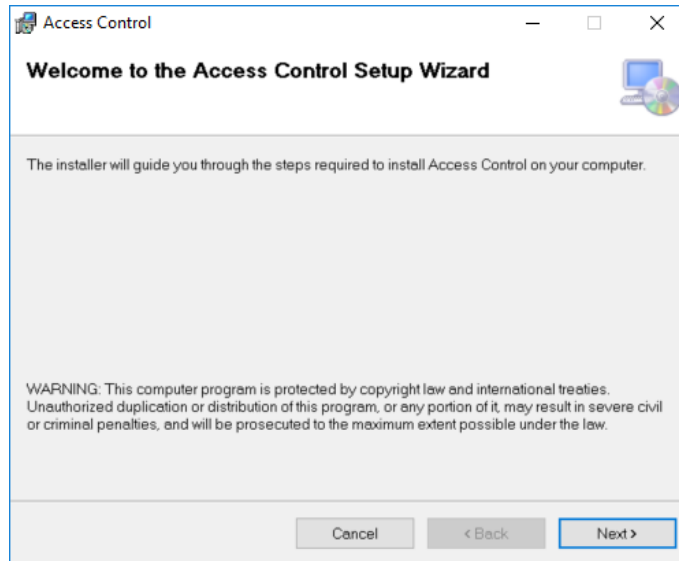 Access Control
Welcome to the Access Control Setup Wizard
The installer will guide you through the steps required to install Access Control on your computer.
WARNING: This computer program is protected by copyright law and international treaties.
Unauthorized duplication or distribution of this program, or any portion of it, may result in severe civil
or criminal penalties, and will be prosecuted to the maximum extent possible under the law.
Cancel
< Back
Next >